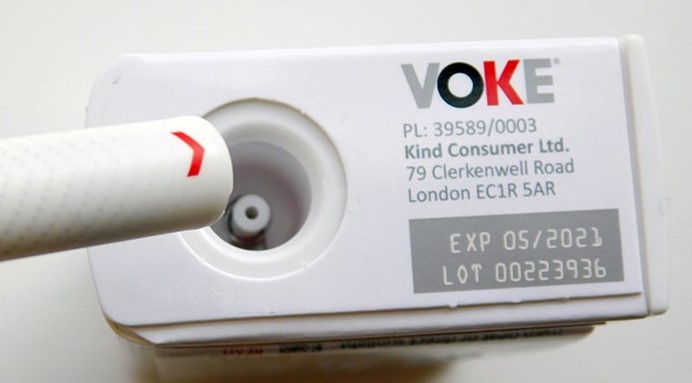 VOKE®
PL: 39589/0003
Kind Consumer Ltd.
79 Clerkenwell Road
London EC1R 5AR
EXP 05/2021
LOT 00223936